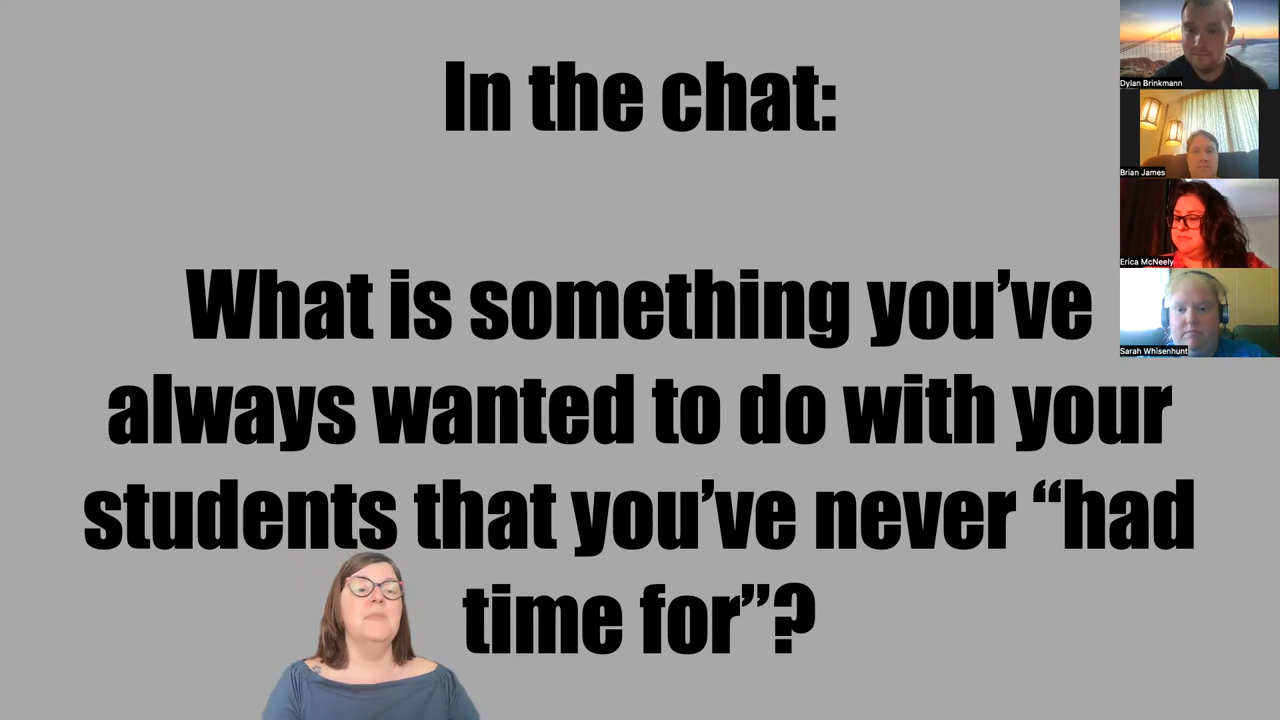 In the chat:
What is something you’ve
always wanted to do with your
students that you’ve never “had
time for”?
Dylan Brinkmann
Brian James
Erica McNeely
Sarah Whisenhunt